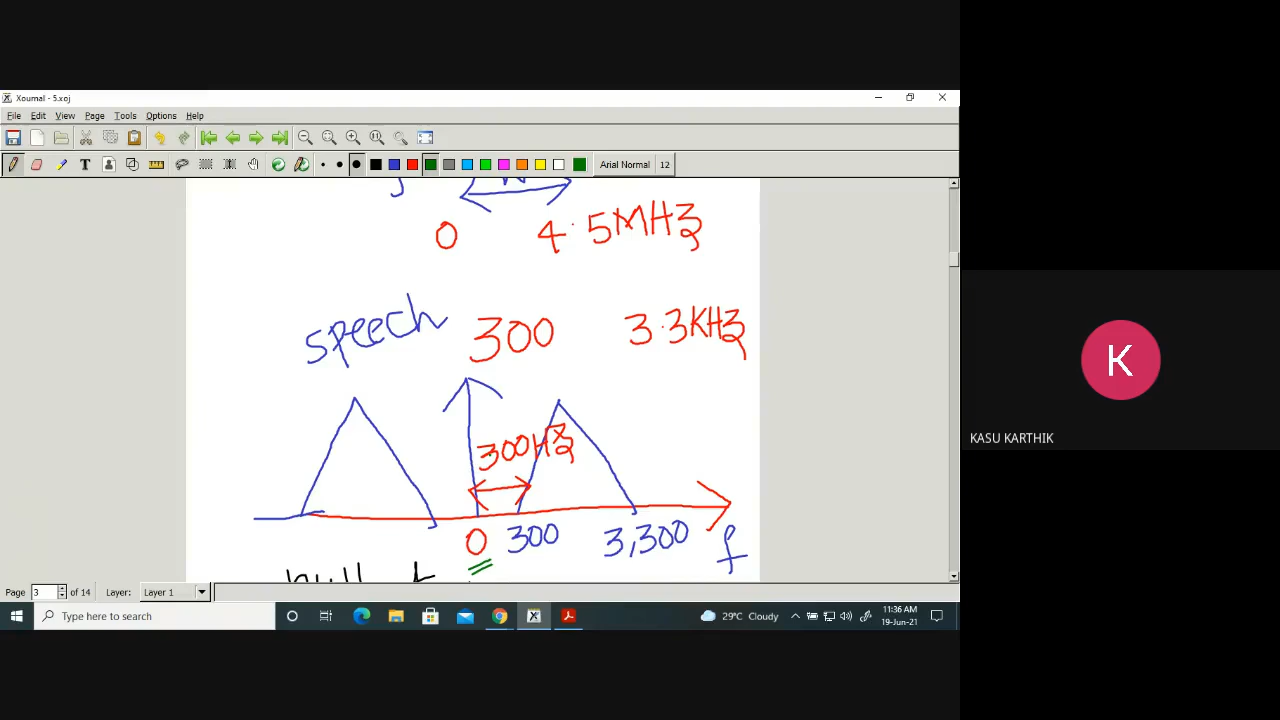 Xournal - 5.xoj
File Edit View Page Tools Options Help
T Arial Normal 12
0 4.5MHz
speech 300 3.3KHz
300Hz
0 300 3,300 f
Page 3 of 14 Layer: Layer 1
Type here to search
29°C Cloudy
11:36 AM
19-Jun-21
K
KASU KARTHIK